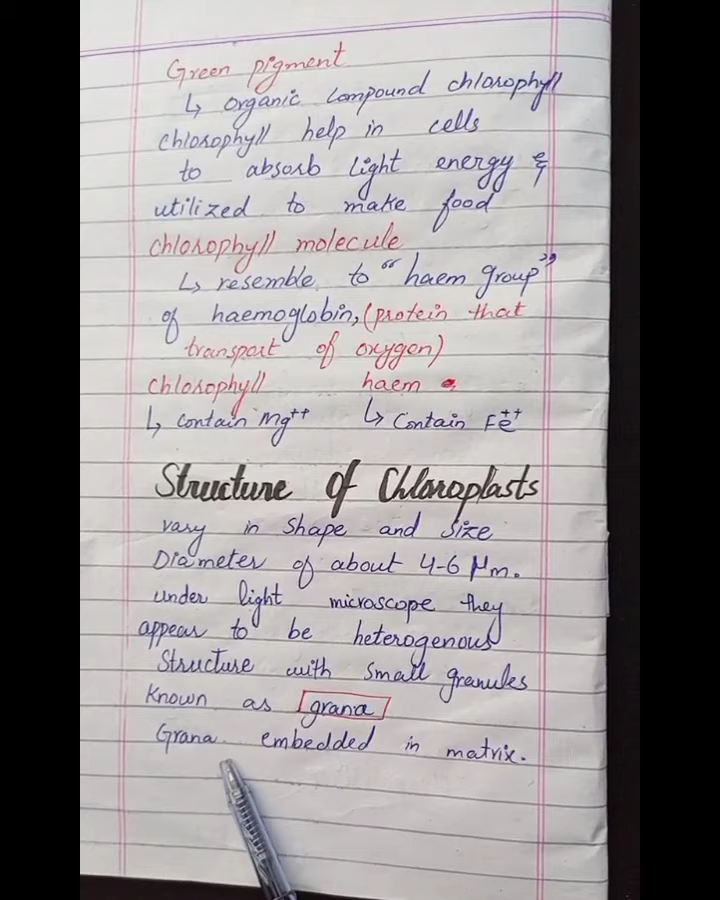 Green pigment
↳ organic compound chlorophyll
chlorophyll help in cells
to absorb light energy &
utilized to make food
chlorophyll molecule
↳ resemble to "haem group"
of haemoglobin, (protein that
transport of oxygen)
chlorophyll haem
↳ contain Mg⁺⁺ ↳ Contain Fe⁺⁺
Structure of Chloroplasts
vary in shape and size
Diameter of about 4-6 μm.
under light microscope they
appear to be heterogenous
Structure with small granules
known as grana
Grana embedded in matrix.